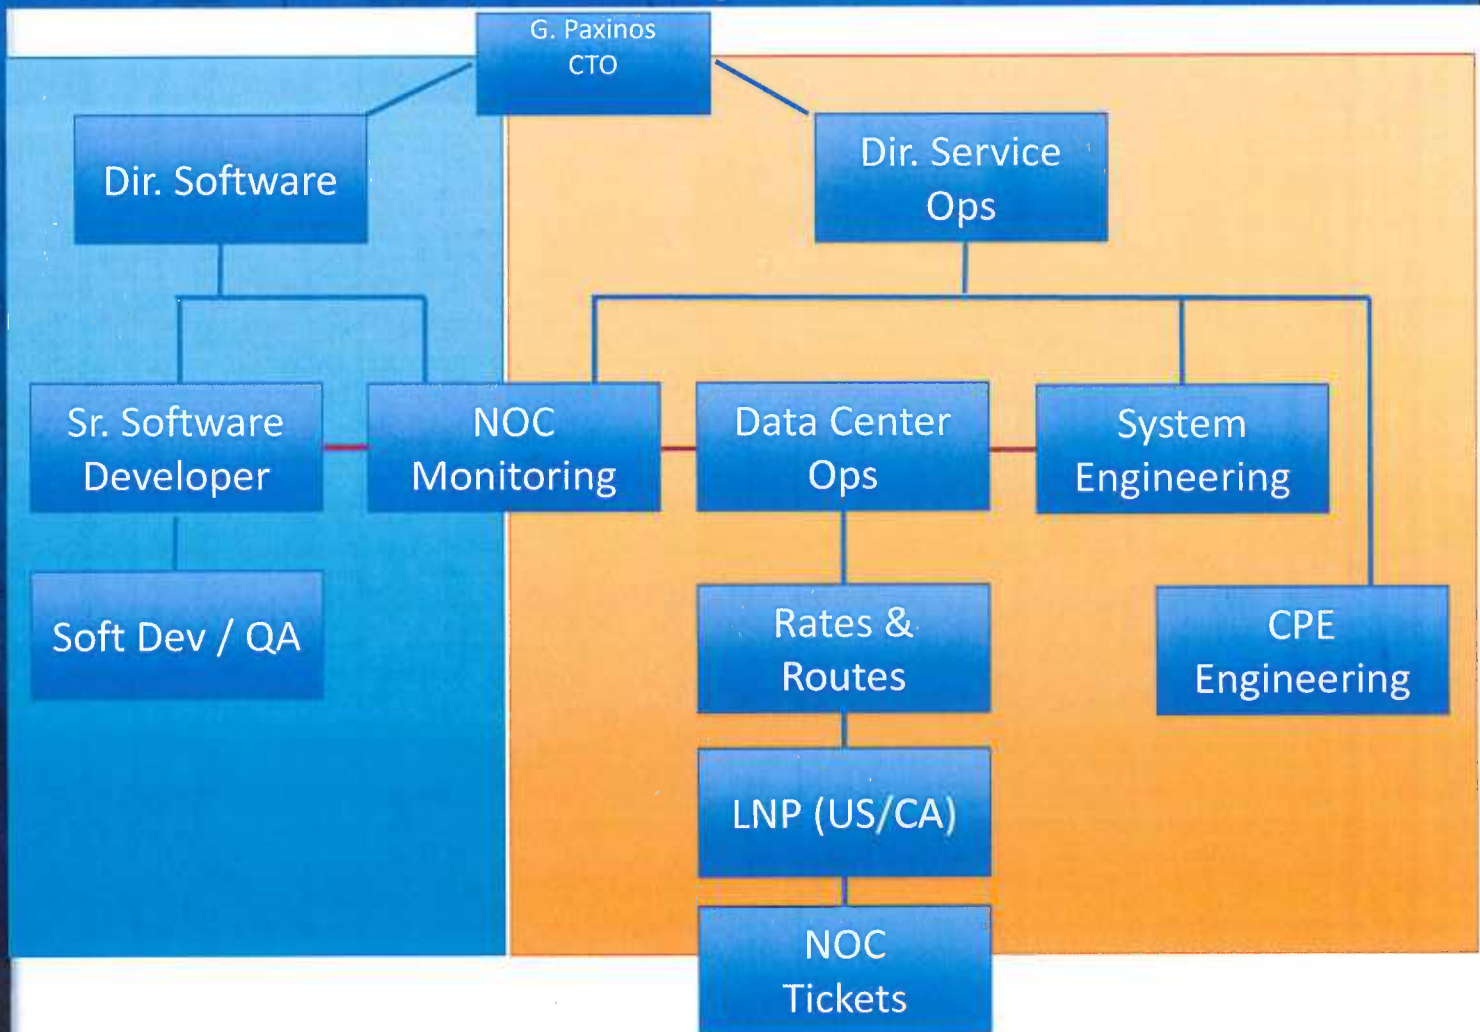 G. Paxinos
CTO
Dir. Software
Dir. Service
Ops
Sr. Software
Developer
NOC
Monitoring
Data Center
Ops
System
Engineering
Soft Dev / QA
Rates &
Routes
CPE
Engineering
LNP (US/CA)
NOC
Tickets